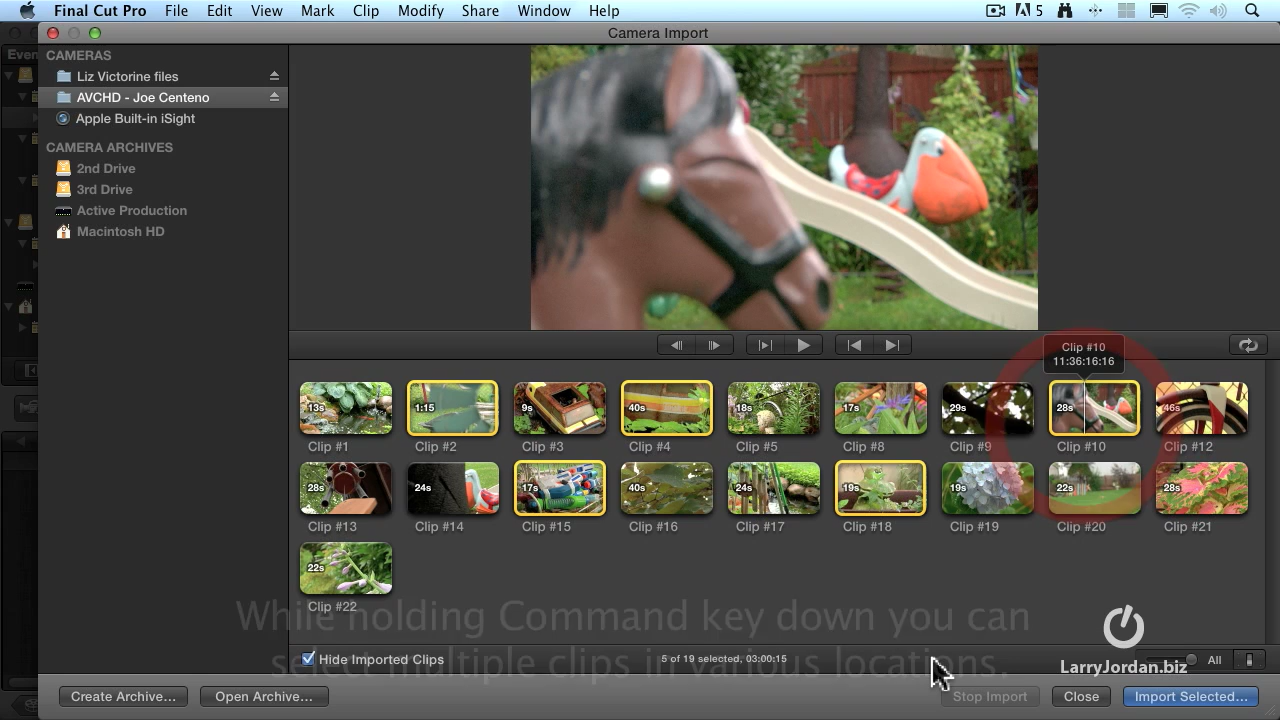 Final Cut Pro File Edit View Mark Clip Modify Share Window Help 5
Camera Import
Even
CAMERAS
Liz Victorine files
AVCHD - Joe Centeno
Apple Built-in iSight
CAMERA ARCHIVES
2nd Drive
3rd Drive
Active Production
Macintosh HD
Clip #10
11:36:16:16
13s 1:15 9s 40s 18s 17s 29s 28s 46s
Clip #1 Clip #2 Clip #3 Clip #4 Clip #5 Clip #8 Clip #9 Clip #10 Clip #12
28s 24s 17s 40s 24s 19s 19s 22s 28s
Clip #13 Clip #14 Clip #15 Clip #16 Clip #17 Clip #18 Clip #19 Clip #20 Clip #21
22s
Clip #22
While holding Command key down you can
select multiple clips in various locations.
Hide Imported Clips 5 of 19 selected, 03:00:15 All
LarryJordan.biz
Create Archive... Open Archive... Stop Import Close Import Selected...